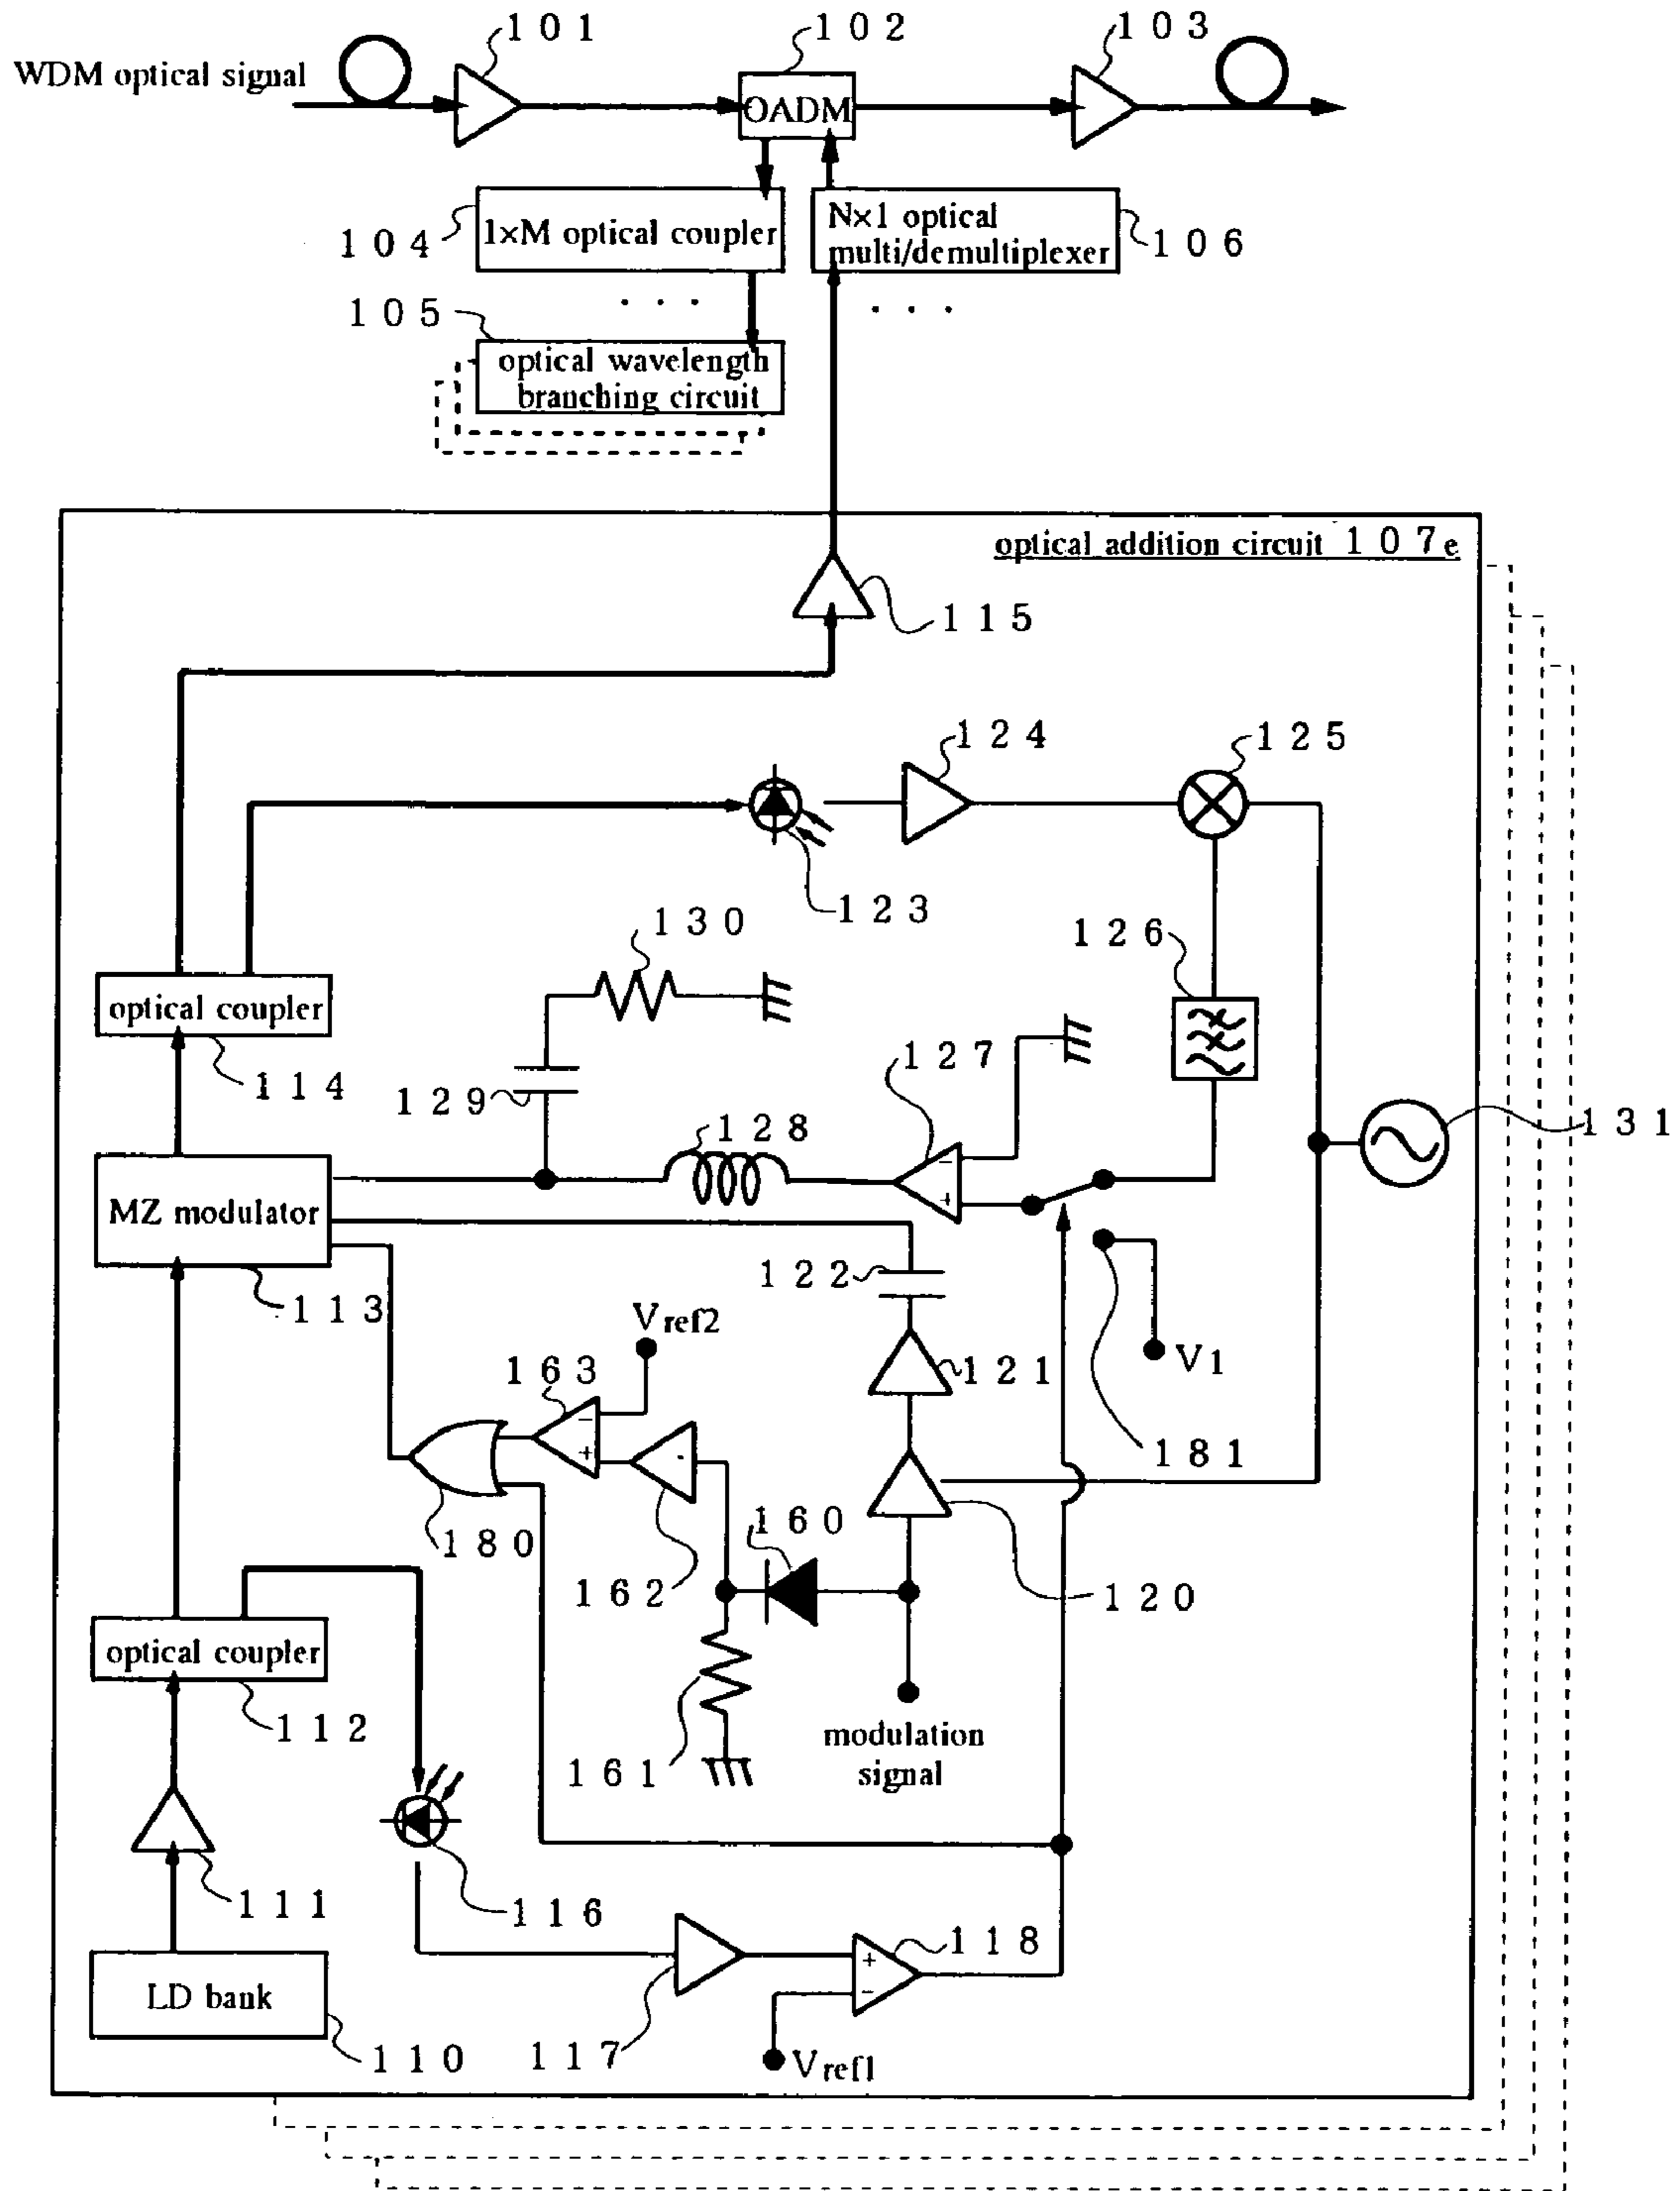 101
102
103
WDM optical signal
OADM
104
1×M optical coupler
N×1 optical
multi/demultiplexer
106
105
optical wavelength
branching circuit
optical addition circuit 107e
115
124
125
123
130
126
optical coupler
114
129
127
128
131
MZ modulator
113
−
+
122
Vref2
163
121
V1
181
−
+
-
180
160
162
120
optical coupler
112
161
modulation
signal
111
116
118
+
−
LD bank
110
117
Vref1